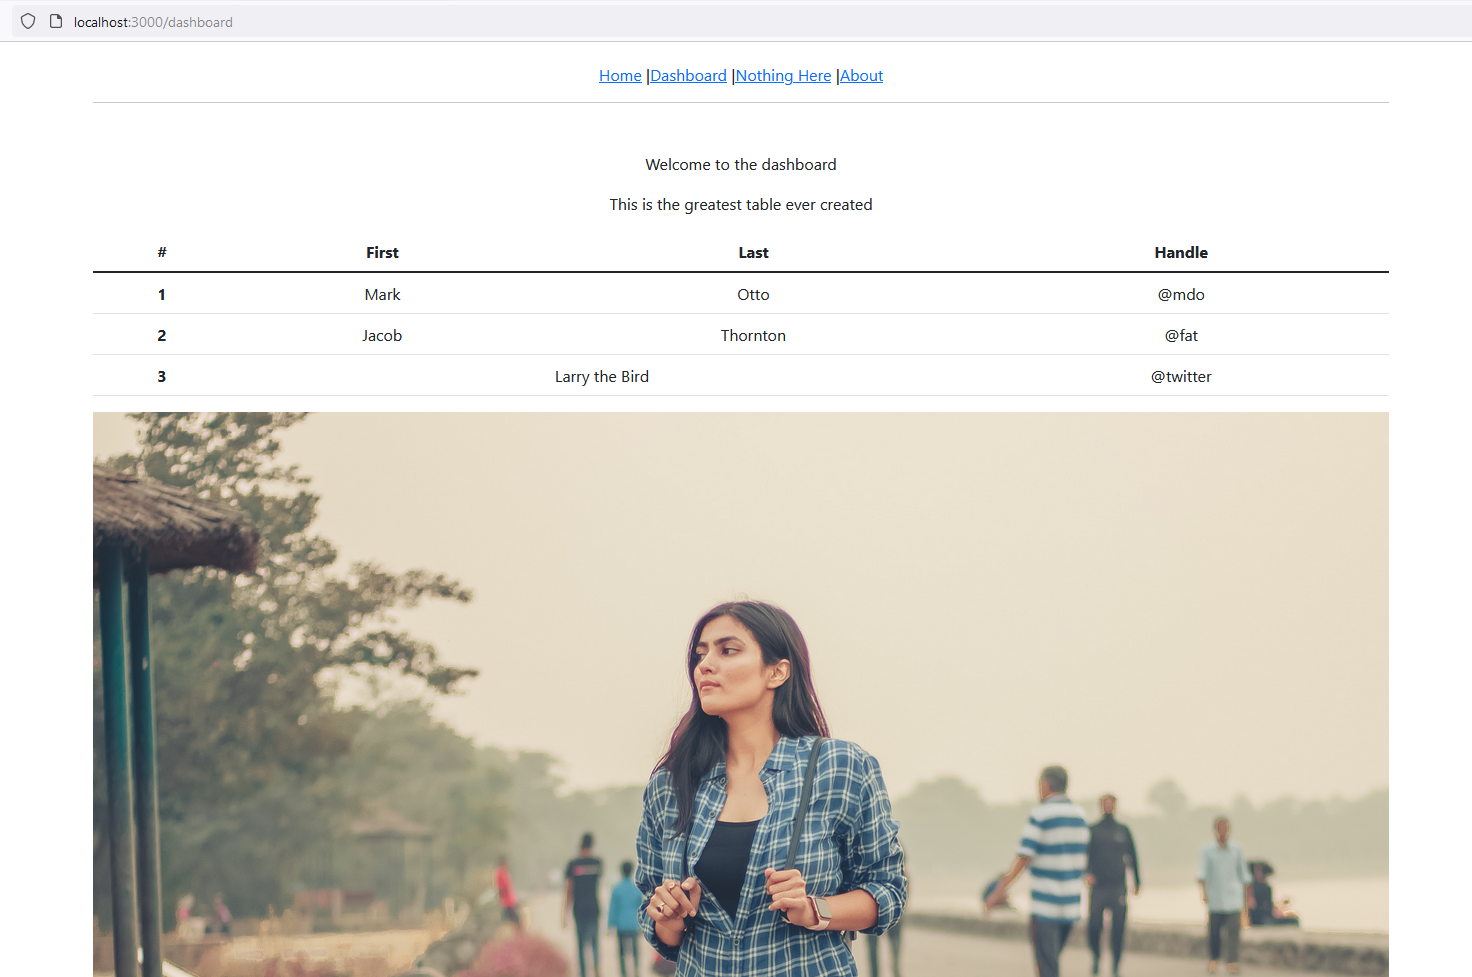 localhost:3000/dashboard
Home |Dashboard |Nothing Here |About
Welcome to the dashboard
This is the greatest table ever created
# First Last Handle
1 Mark Otto @mdo
2 Jacob Thornton @fat
3 Larry the Bird @twitter